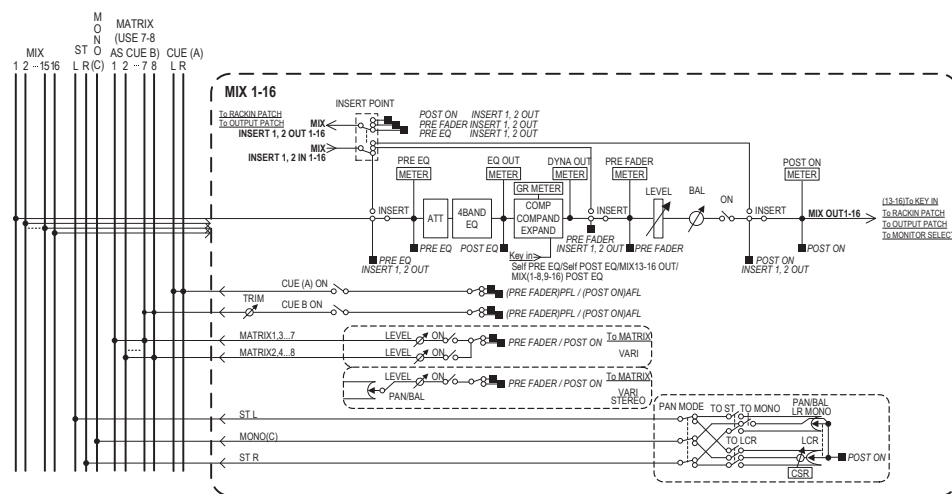 MONO
MATRIX
(USE 7-8
AS CUE B)
CUE (A)
MIX
ST
(C)
1 2 ··· 15 16
L R
1 2 ··· 7 8
L R
MIX 1-16
INSERT POINT
To RACKIN PATCH
To OUTPUT PATCH
MIX
INSERT 1, 2 OUT 1-16
POST ON INSERT 1, 2 OUT
PRE FADER INSERT 1, 2 OUT
PRE EQ INSERT 1, 2 OUT
MIX
INSERT 1, 2 IN 1-16
PRE EQ
METER
EQ OUT
METER
DYNA OUT
METER
GR METER
PRE FADER
METER
POST ON
METER
INSERT
ATT
4BAND
EQ
COMP
COMPAND
EXPAND
INSERT
LEVEL
BAL
ON
INSERT
MIX OUT1-16
(13-16)To KEY IN
To RACKIN PATCH
To OUTPUT PATCH
To MONITOR SELECT
PRE EQ
INSERT 1, 2 OUT
PRE EQ
POST EQ
PRE FADER
INSERT 1, 2 OUT
PRE FADER
POST ON
INSERT 1, 2 OUT
POST ON
Key in
Self PRE EQ/Self POST EQ/MIX13-16 OUT/
MIX(1-8,9-16) POST EQ
CUE (A) ON
(PRE FADER)PFL / (POST ON)AFL
TRIM
CUE B ON
(PRE FADER)PFL / (POST ON)AFL
MATRIX1,3...7
LEVEL
ON
PRE FADER / POST ON
To MATRIX
VARI
MATRIX2,4...8
LEVEL
ON
LEVEL
ON
PAN/BAL
PRE FADER / POST ON
To MATRIX
VARI
STEREO
ST L
MONO(C)
ST R
PAN MODE
TO ST
TO MONO
PAN/BAL
LR MONO
TO LCR
LCR
CSR
POST ON